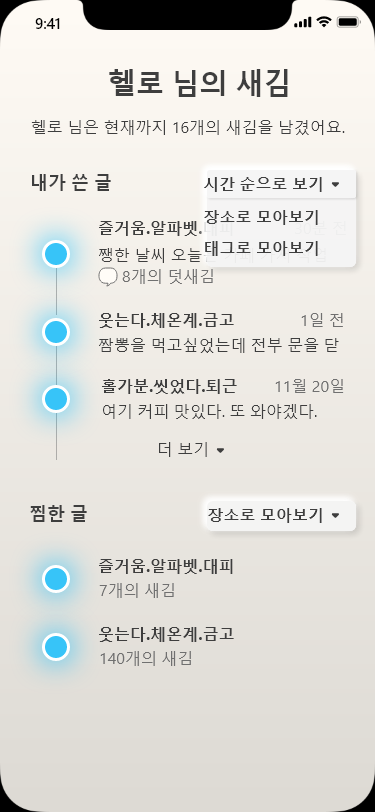 9:41
헬로 님의 새김
헬로 님은 현재까지 16개의 새김을 남겼어요.
내가 쓴 글
시간 순으로 보기
장소로 모아보기
태그로 모아보기
즐거움.알파벳.대피
쨍한 날씨 오늘
8개의 덧새김
웃는다.체온계.금고 1일 전
짬뽕을 먹고싶었는데 전부 문을 닫
홀가분.씻었다.퇴근 11월 20일
여기 커피 맛있다. 또 와야겠다.
더 보기
찜한 글
장소로 모아보기
즐거움.알파벳.대피
7개의 새김
웃는다.체온계.금고
140개의 새김